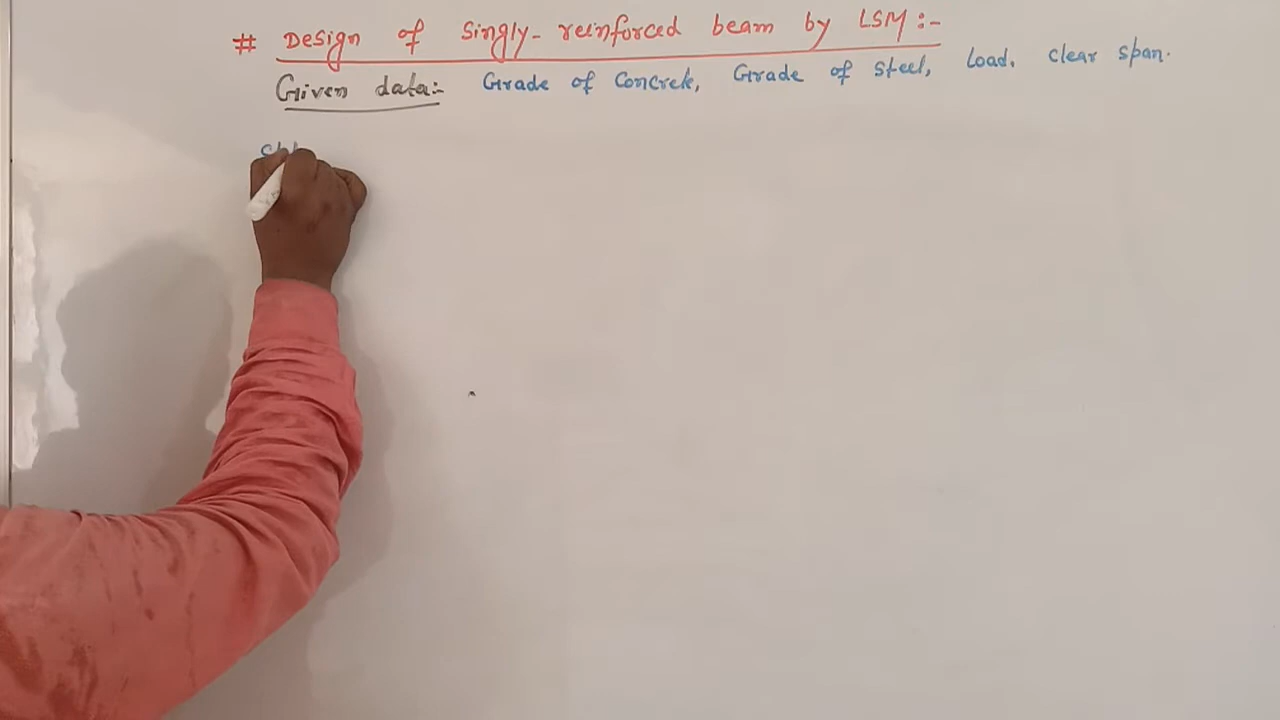 # Design of singly-reinforced beam by LSM:-
Given data:- Grade of Concrete, Grade of steel, Load, clear span.